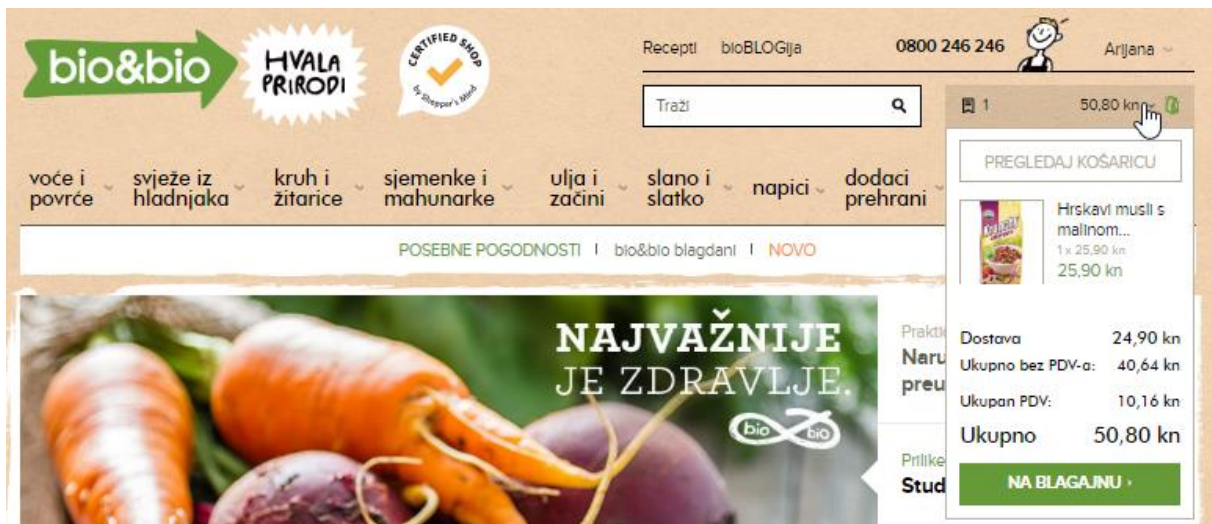 bio&bio
HVALA
PRIRODI
CERTIFIED SHOP
by Shopper's Mind
Recepti bioBLOGija
0800 246 246
Arijana
Traži
1 50,80 kn
voće i
povrće
svježe iz
hladnjaka
kruh i
žitarice
sjemenke i
mahunarke
ulja i
začini
slano i
slatko
napici
dodaci
prehrani
POSEBNE POGODNOSTI I bio&bio blagdani I NOVO
PREGLEDAJ KOŠARICU
Hrskavi musli s
malinom...
1 x 25,90 kn
25,90 kn
Dostava 24,90 kn
Ukupno bez PDV-a: 40,64 kn
Ukupan PDV: 10,16 kn
Ukupno 50,80 kn
NA BLAGAJNU ›
NAJVAŽNIJE
JE ZDRAVLJE.
bio bio
Naru
preu
Prilike
Stud